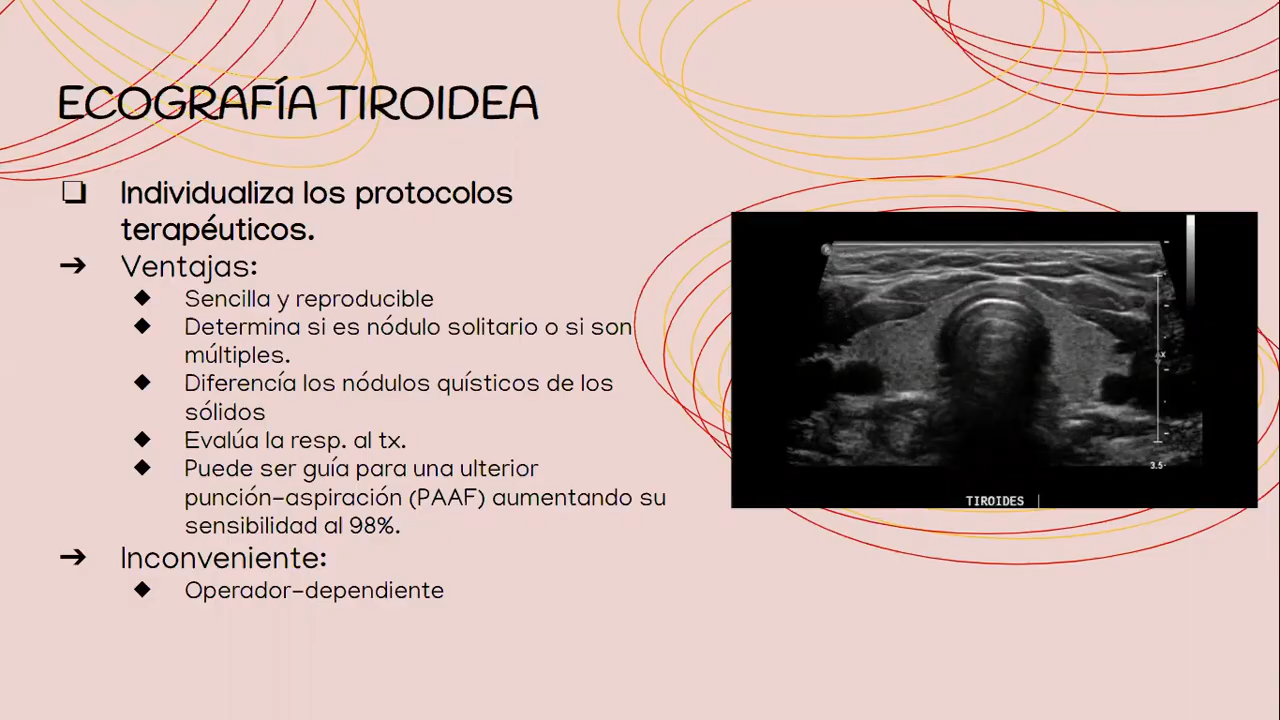 ECOGRAFÍA TIROIDEA
❏ Individualiza los protocolos
terapéuticos.
➔ Ventajas:
◆ Sencilla y reproducible
◆ Determina si es nódulo solitario o si son
múltiples.
◆ Diferencía los nódulos quísticos de los
sólidos
◆ Evalúa la resp. al tx.
◆ Puede ser guía para una ulterior
punción-aspiración (PAAF) aumentando su
sensibilidad al 98%.
➔ Inconveniente:
◆ Operador-dependiente
3.5
TIROIDES